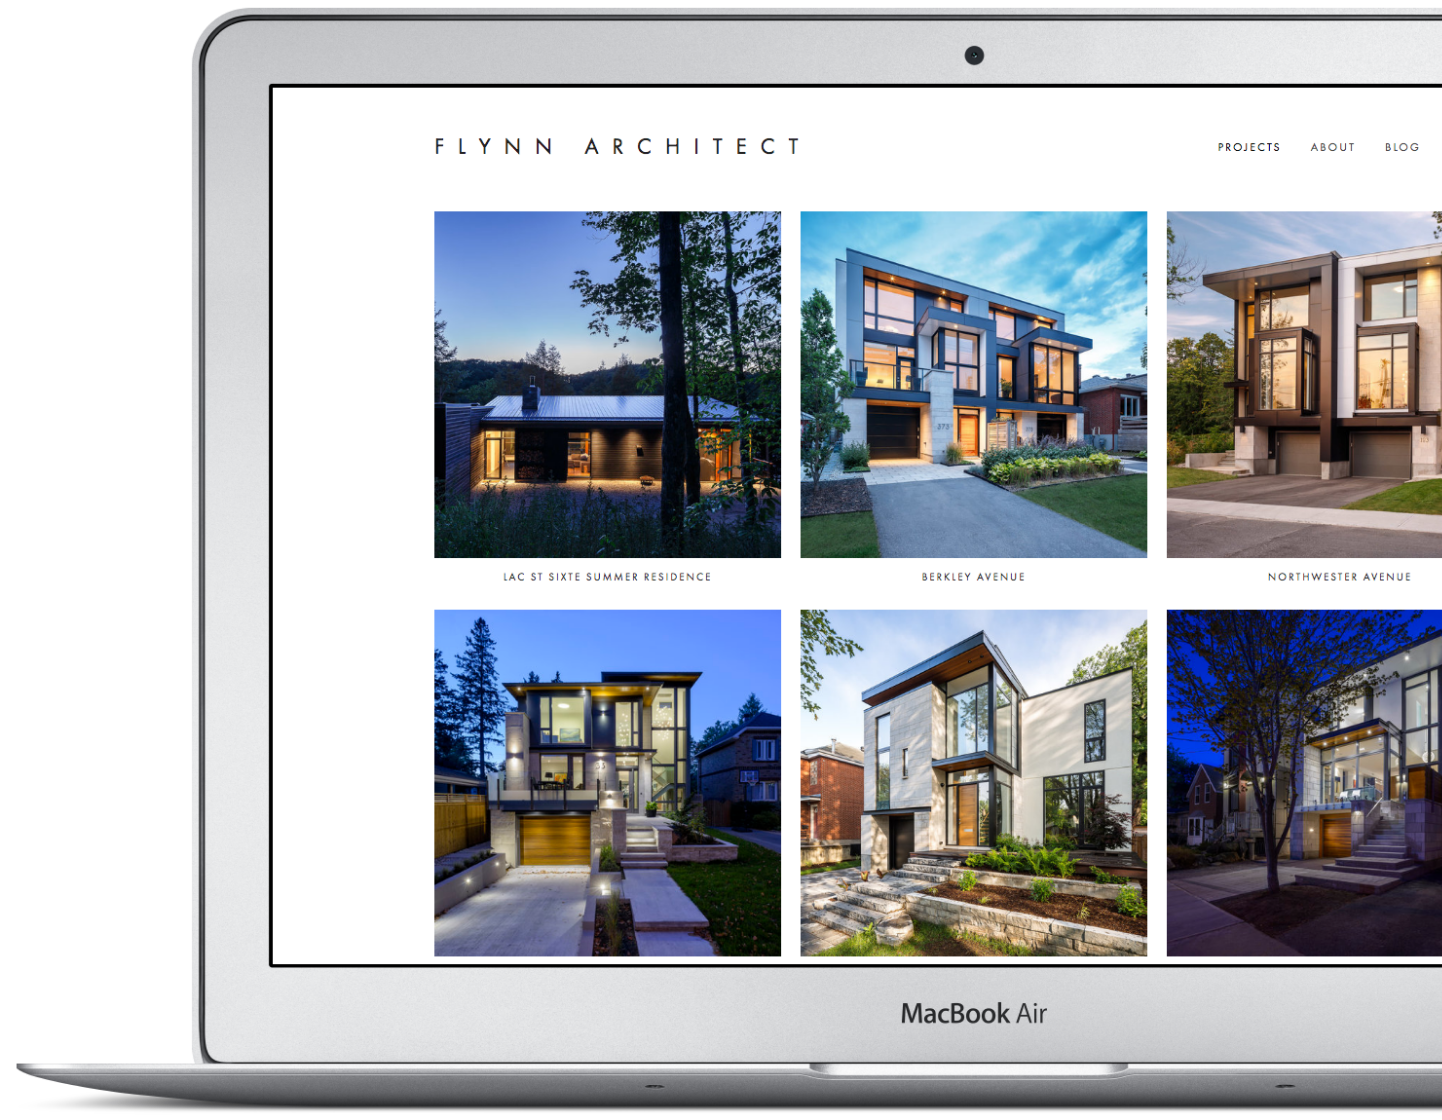 FLYNN ARCHITECT
PROJECTS ABOUT BLOG
LAC ST SIXTE SUMMER RESIDENCE
BERKLEY AVENUE
NORTHWESTER AVENUE
MacBook Air